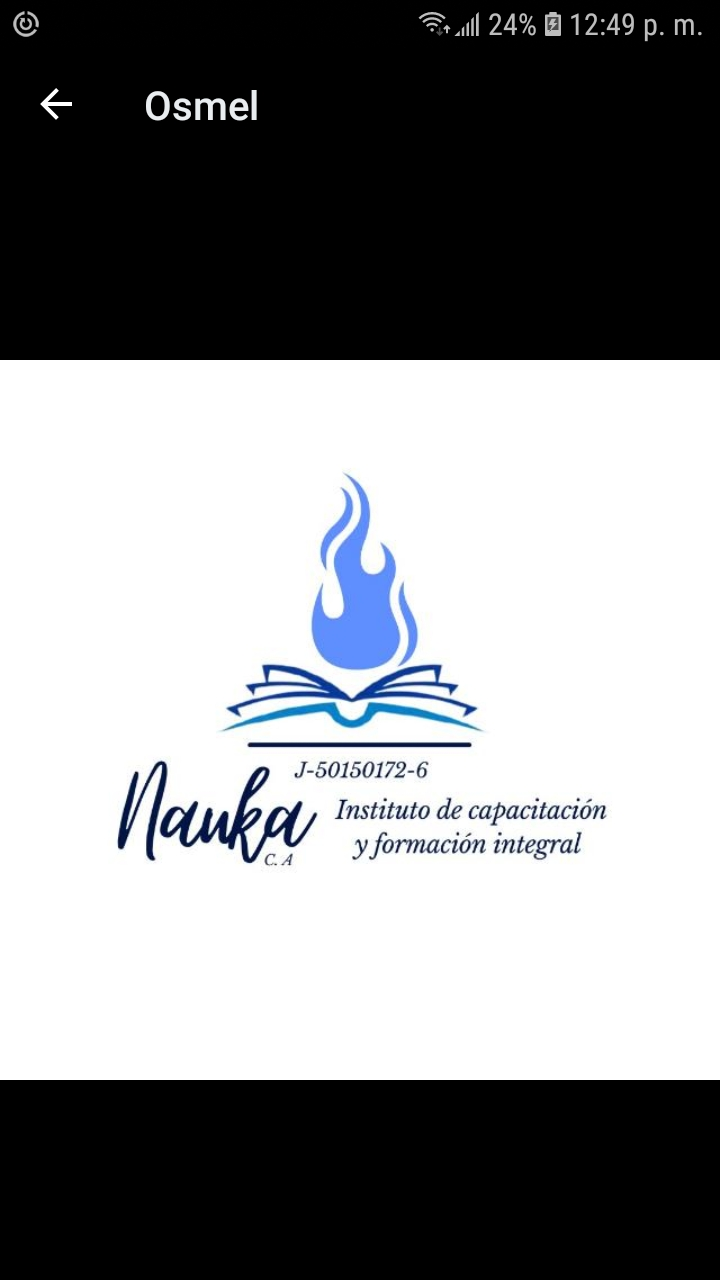 24% 12:49 p. m.
Osmel
J-50150172-6
Nauka
C. A
Instituto de capacitación
y formación integral